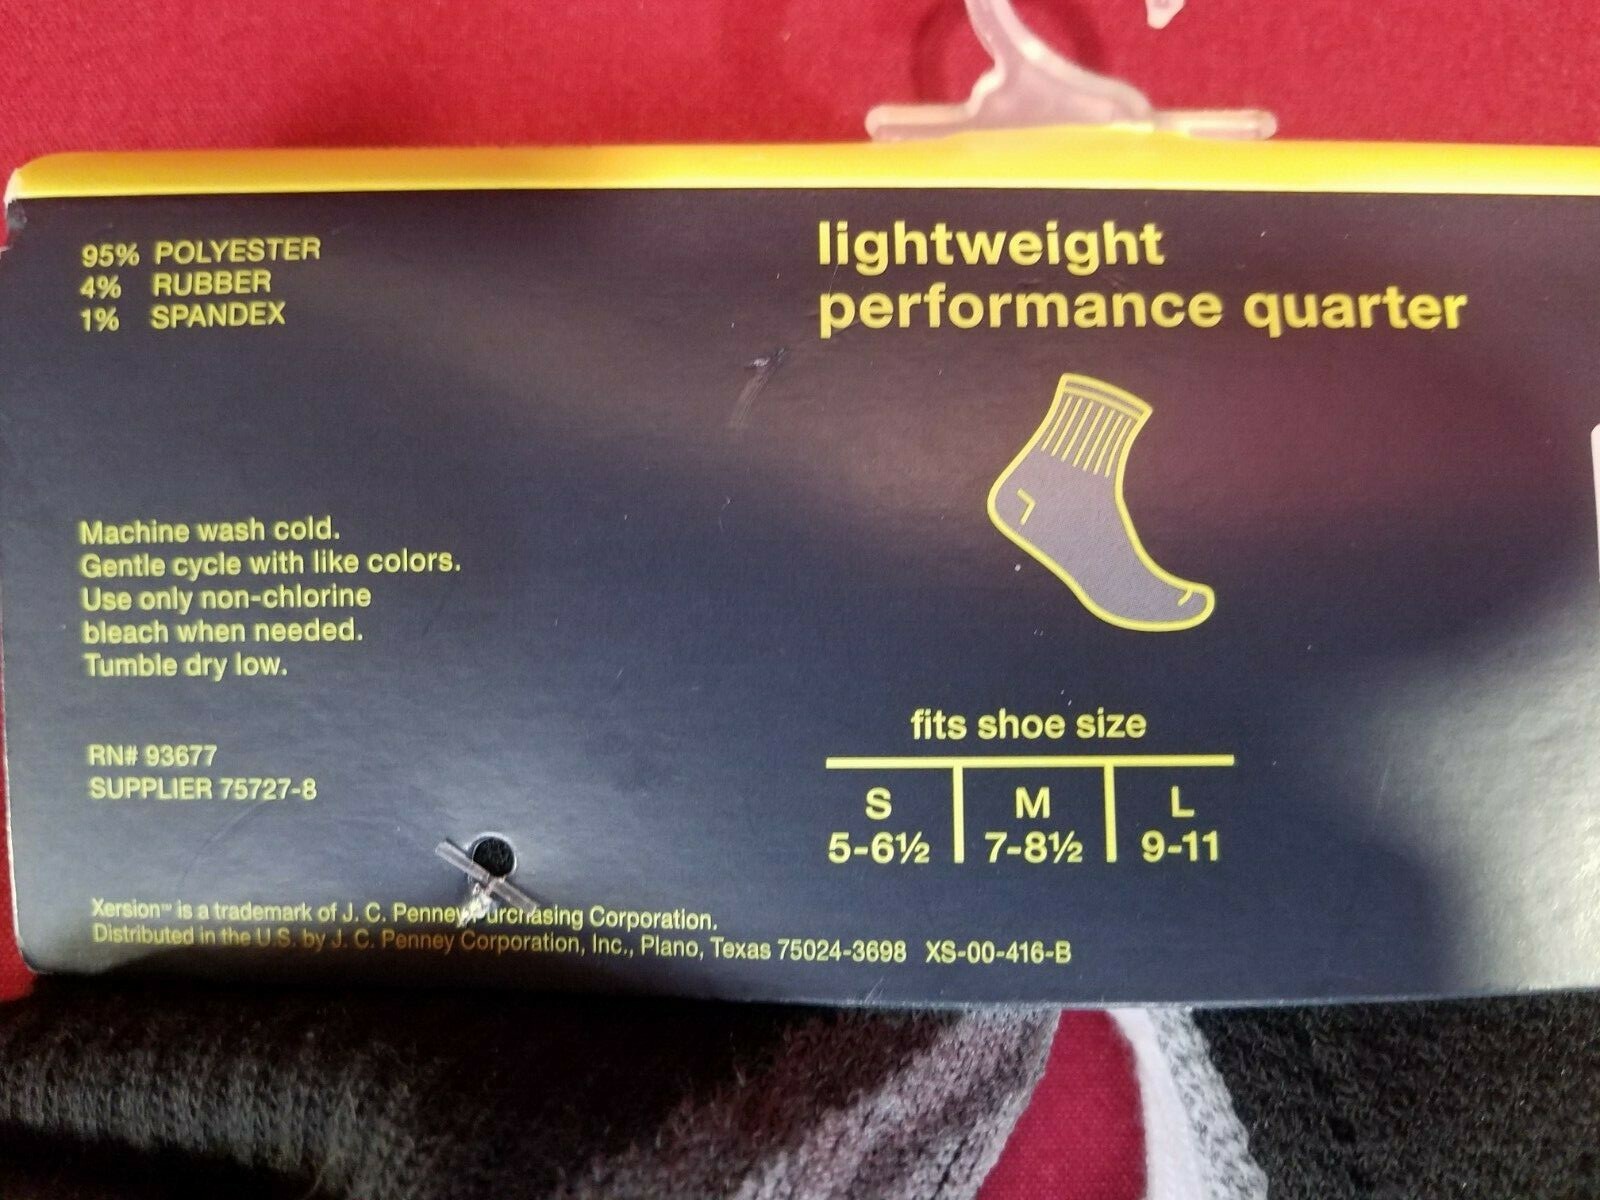 95% POLYESTER
4% RUBBER
1% SPANDEX
lightweight
performance quarter
Machine wash cold.
Gentle cycle with like colors.
Use only non-chlorine
bleach when needed.
Tumble dry low.
RN# 93677
SUPPLIER 75727-8
fits shoe size
S M L
5-6½ 7-8½ 9-11
Xersion™ is a trademark of J. C. Penney Purchasing Corporation.
Distributed in the U.S. by J. C. Penney Corporation, Inc., Plano, Texas 75024-3698 XS-00-416-B